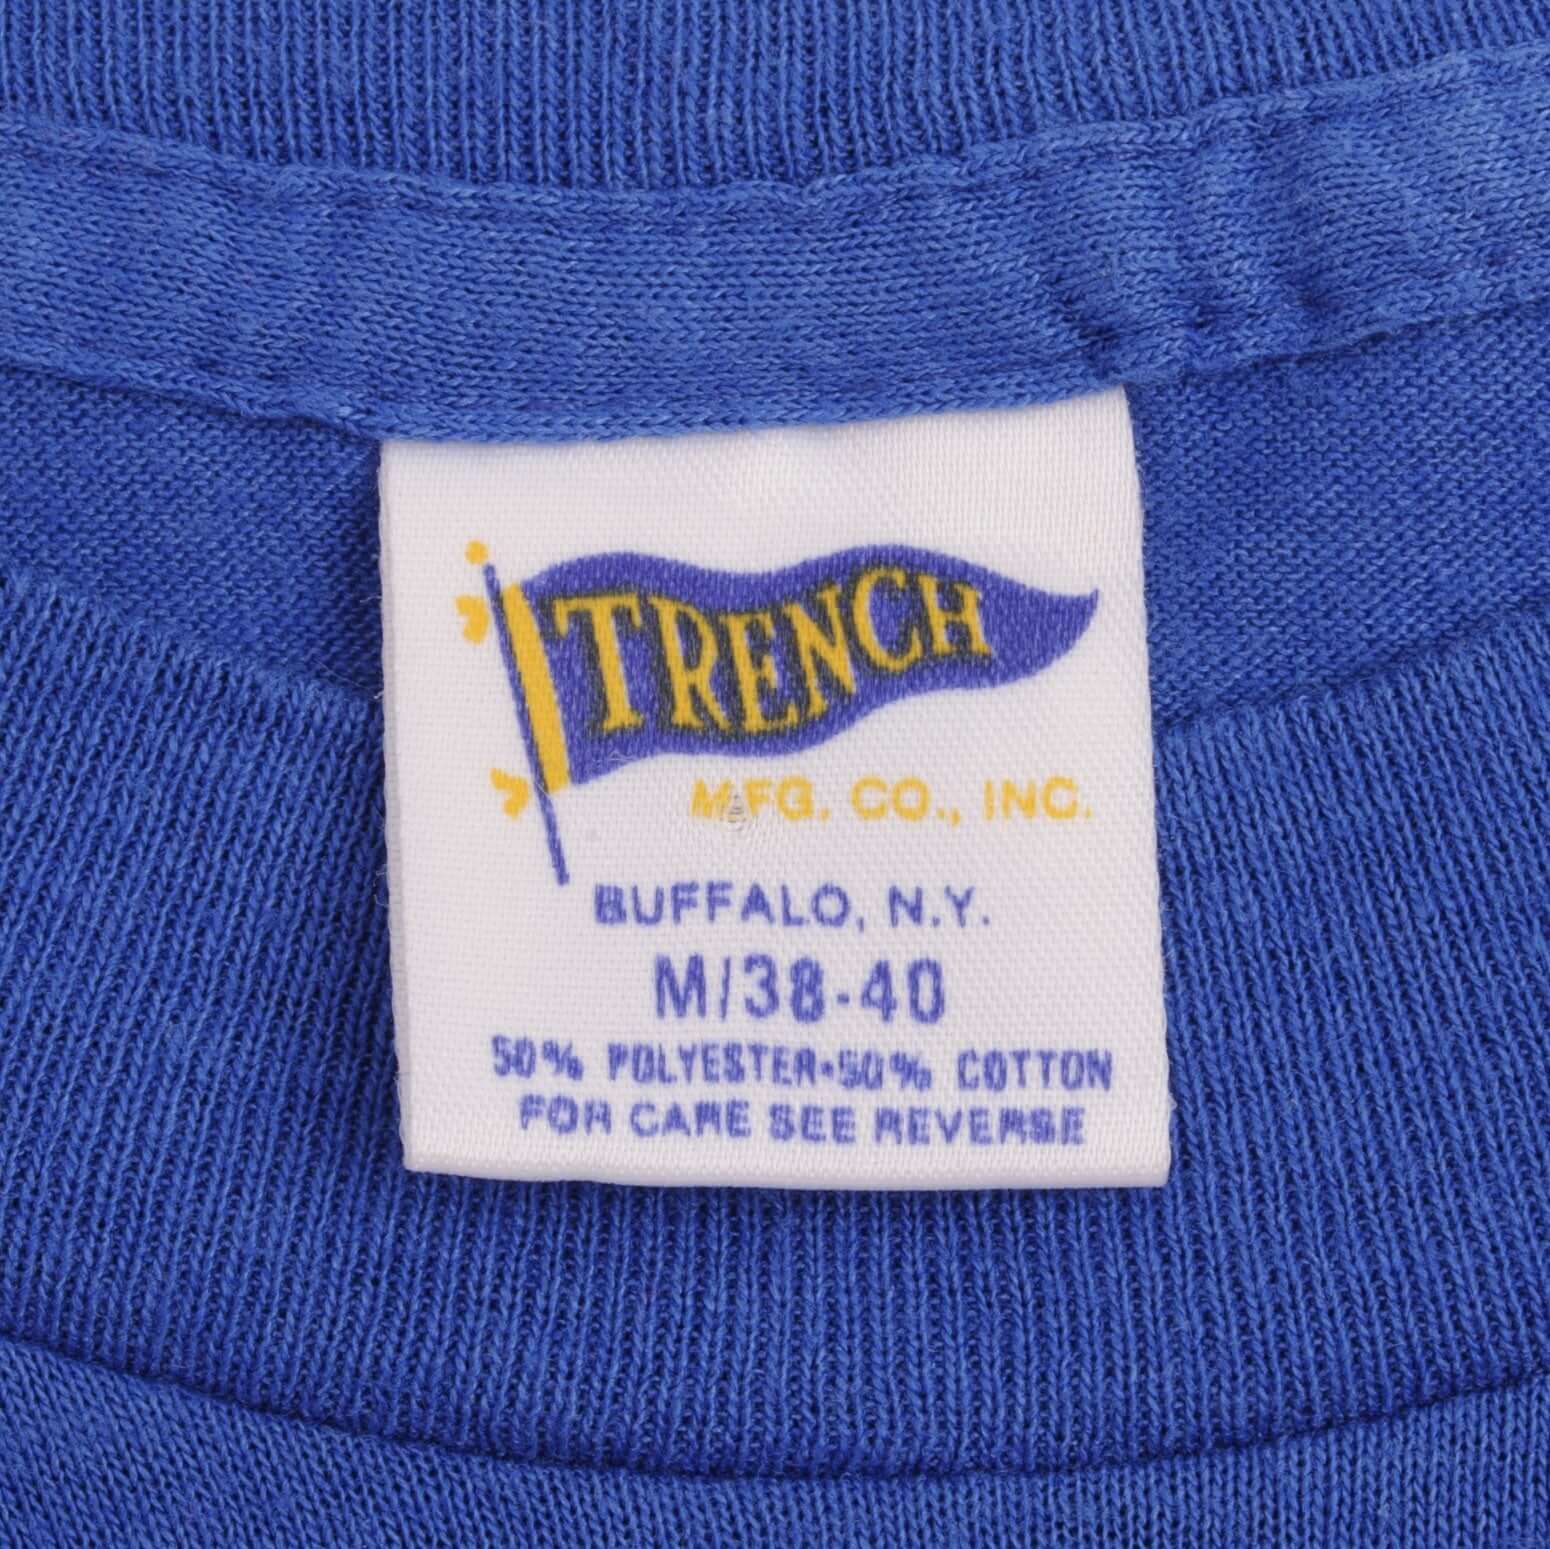 TRENCH
MFG. CO., INC.
BUFFALO, N.Y.
M/38-40
50% POLYESTER•50% COTTON
FOR CARE SEE REVERSE